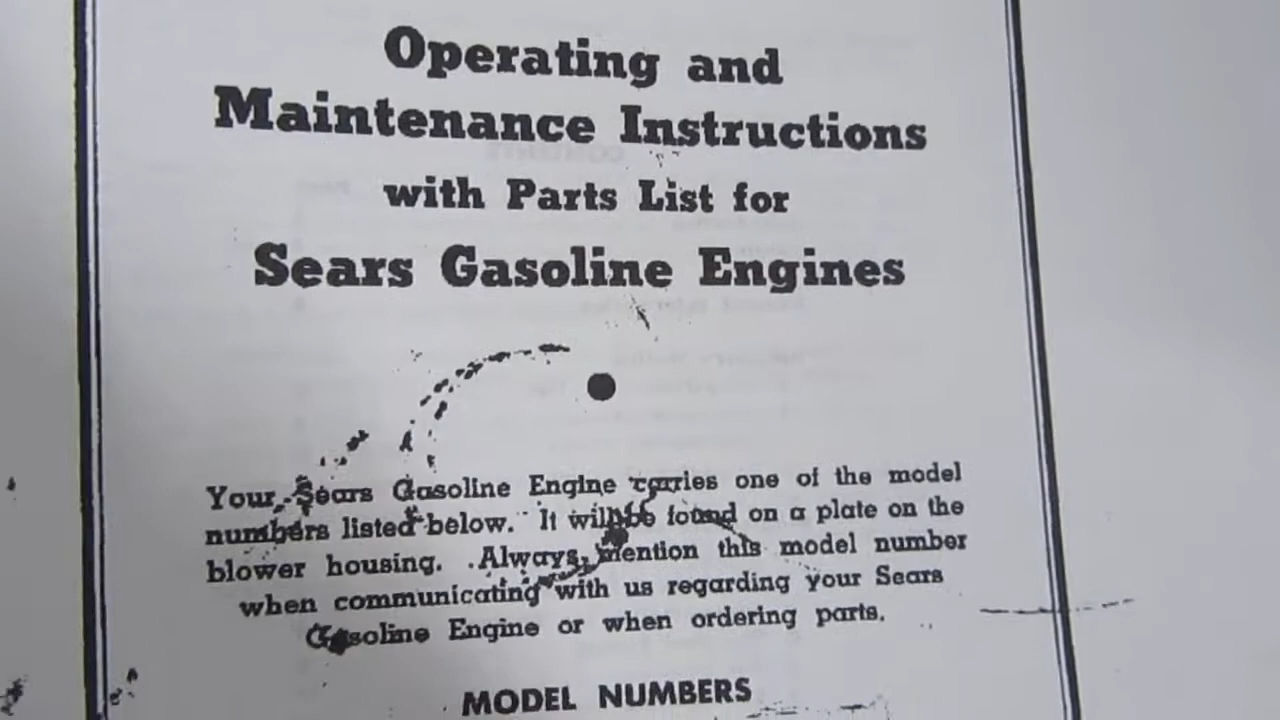 Operating and
Maintenance Instructions
with Parts List for
Sears Gasoline Engines
Your Sears Gasoline Engine carries one of the model
numbers listed below. It will be found on a plate on the
blower housing. Always mention this model number
when communicating with us regarding your Sears
Gasoline Engine or when ordering parts.
MODEL NUMBERS